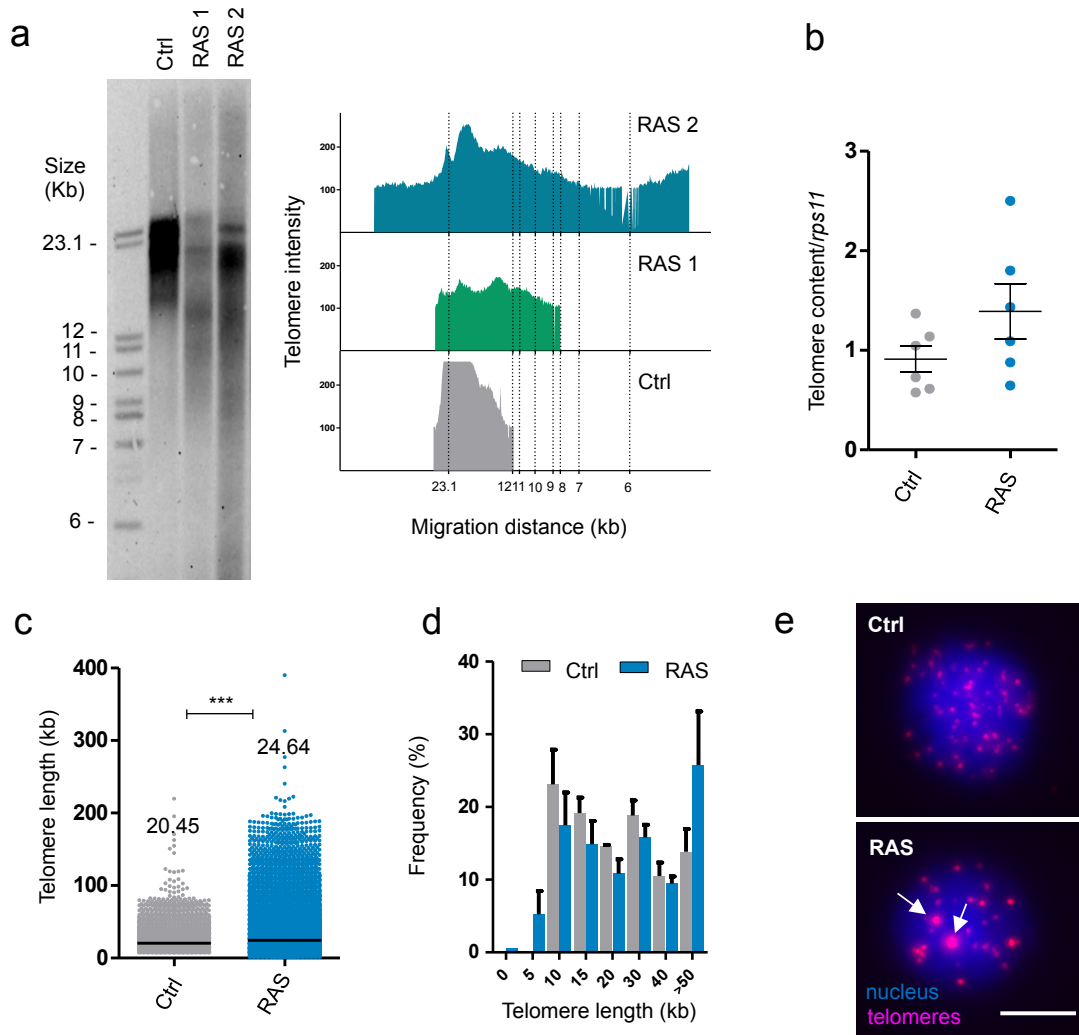 a
Ctrl
RAS 1
RAS 2
Size
(Kb)
23.1 -
12 -
11 -
10 -
9 -
8 -
7 -
6 -
Telomere intensity
200
100
RAS 2
200
100
RAS 1
200
100
Ctrl
23.1 12 11 10 9 8 7 6
Migration distance (kb)
b
Telomere content/rps11
3
2
1
0
Ctrl
RAS
c
Telomere length (kb)
400
300
200
100
0
***
20.45
24.64
Ctrl
RAS
d
Ctrl
RAS
Frequency (%)
40
30
20
10
0
0
5
10
15
20
30
40
>50
Telomere length (kb)
e
Ctrl
RAS
nucleus
telomeres